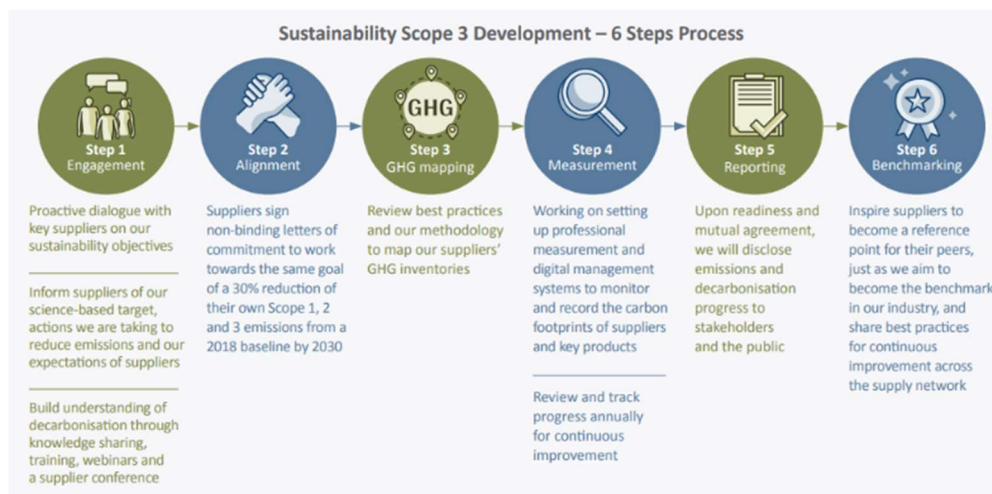 Sustainability Scope 3 Development – 6 Steps Process
Step 1
Engagement
Proactive dialogue with
key suppliers on our
sustainability objectives
Inform suppliers of our
science-based target,
actions we are taking to
reduce emissions and our
expectations of suppliers
Build understanding of
decarbonisation through
knowledge sharing,
training, webinars and
a supplier conference
Step 2
Alignment
Suppliers sign
non-binding letters of
commitment to work
towards the same goal
of a 30% reduction of
their own Scope 1, 2
and 3 emissions from a
2018 baseline by 2030
GHG
Step 3
GHG mapping
Review best practices
and our methodology
to map our suppliers'
GHG inventories
Step 4
Measurement
Working on setting
up professional
measurement and
digital management
systems to monitor
and record the carbon
footprints of suppliers
and key products
Review and track
progress annually
for continuous
improvement
Step 5
Reporting
Upon readiness and
mutual agreement,
we will disclose
emissions and
decarbonisation
progress to
stakeholders
and the public
Step 6
Benchmarking
Inspire suppliers to
become a reference
point for their peers,
just as we aim to
become the benchmark
in our industry, and
share best practices
for continuous
improvement across
the supply network